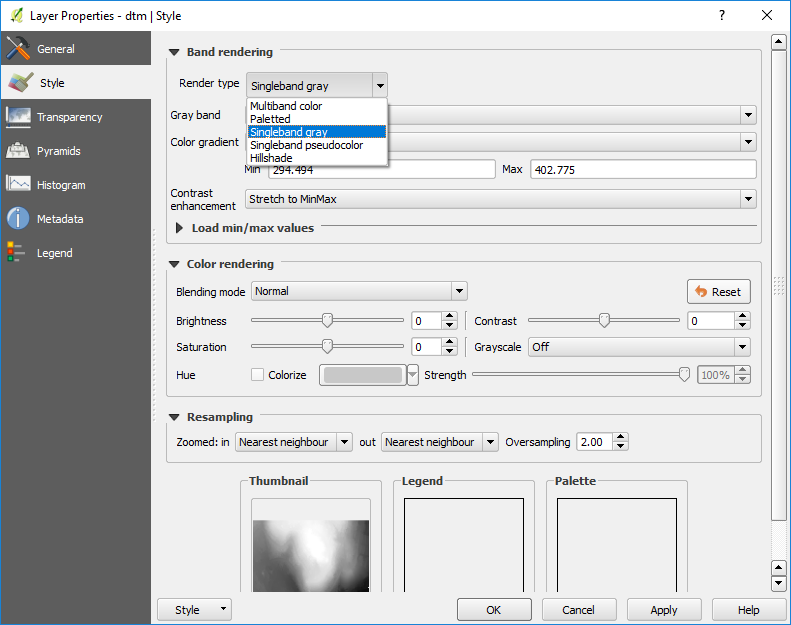 Layer Properties - dtm | Style
?
General
Style
Transparency
Pyramids
Histogram
Metadata
Legend
Band rendering
Render type Singleband gray
Multiband color
Paletted
Singleband gray
Singleband pseudocolor
Hillshade
Gray band
Color gradient
Min 294.494 Max 402.775
Contrast
enhancement Stretch to MinMax
Load min/max values
Color rendering
Blending mode Normal Reset
Brightness 0 Contrast 0
Saturation 0 Grayscale Off
Hue Colorize Strength 100%
Resampling
Zoomed: in Nearest neighbour out Nearest neighbour Oversampling 2.00
Thumbnail Legend Palette
Style OK Cancel Apply Help